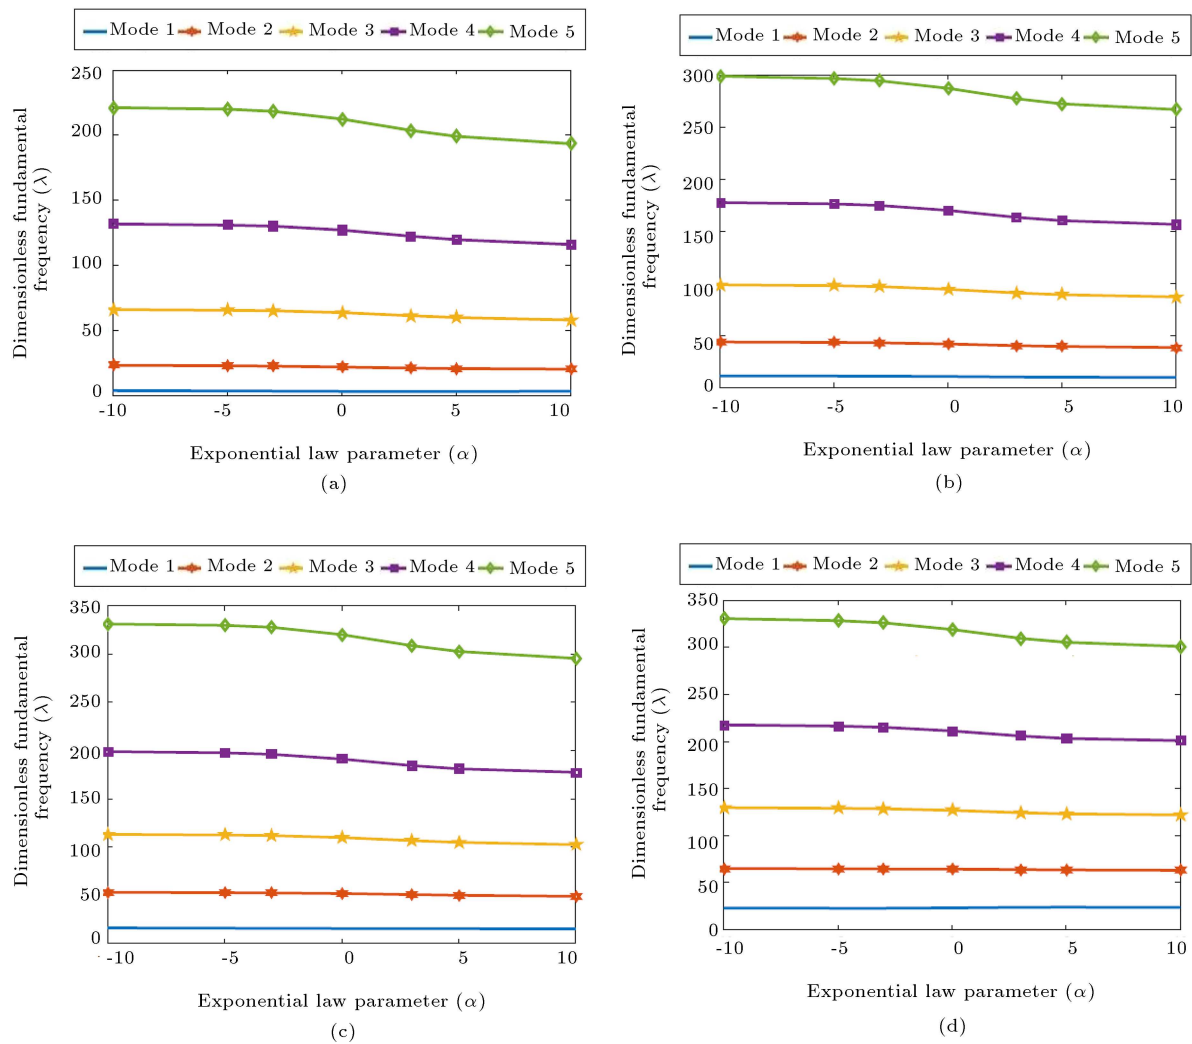 Mode 1 Mode 2 Mode 3 Mode 4 Mode 5
250
200
150
100
50
0
-10 -5 0 5 10
Dimensionless fundamental
frequency (λ)
Exponential law parameter (α)
(a)
Mode 1 Mode 2 Mode 3 Mode 4 Mode 5
300
250
200
150
100
50
0
-10 -5 0 5 10
Dimensionless fundamental
frequency (λ)
Exponential law parameter (α)
(b)
Mode 1 Mode 2 Mode 3 Mode 4 Mode 5
350
300
250
200
150
100
50
0
-10 -5 0 5 10
Dimensionless fundamental
frequency (λ)
Exponential law parameter (α)
(c)
Mode 1 Mode 2 Mode 3 Mode 4 Mode 5
350
300
250
200
150
100
50
0
-10 -5 0 5 10
Dimensionless fundamental
frequency (λ)
Exponential law parameter (α)
(d)